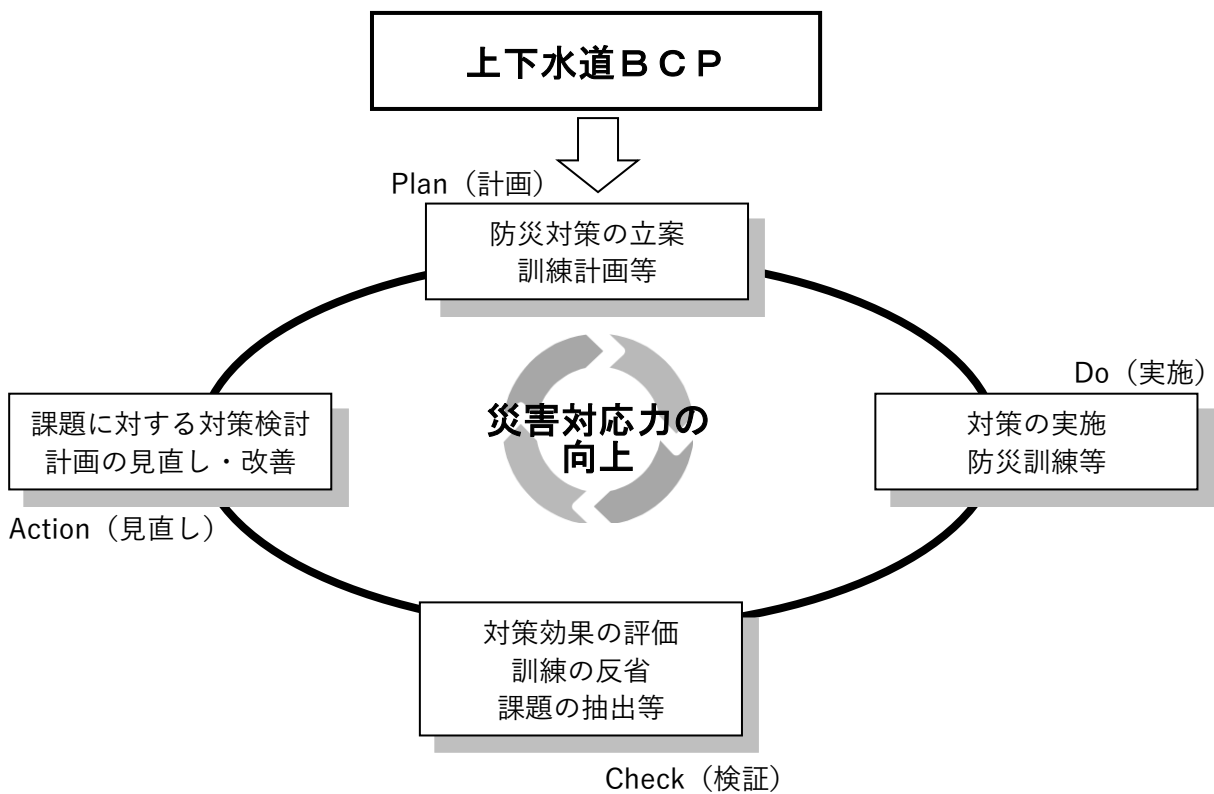 上下水道ＢＣＰ
Plan（計画）
防災対策の立案
訓練計画等
Do（実施）
対策の実施
防災訓練等
災害対応力の
向上
課題に対する対策検討
計画の見直し・改善
Action（見直し）
対策効果の評価
訓練の反省
課題の抽出等
Check（検証）